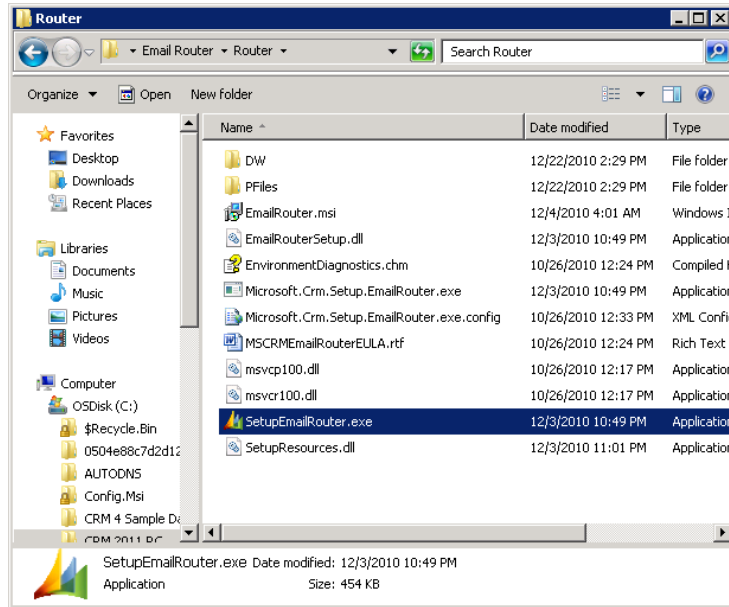 Router
Email Router Router
Search Router
Organize Open New folder
Favorites
Desktop
Downloads
Recent Places
Libraries
Documents
Music
Pictures
Videos
Computer
OSDisk (C:)
$Recycle.Bin
0504e88c7d2d12
AUTODNS
Config.Msi
CRM 4 Sample Da
CRM 2011 RC
Name Date modified Type
DW 12/22/2010 2:29 PM File folder
PFiles 12/22/2010 2:29 PM File folder
EmailRouter.msi 12/4/2010 4:01 AM Windows I
EmailRouterSetup.dll 12/3/2010 10:49 PM Application
EnvironmentDiagnostics.chm 10/26/2010 12:24 PM Compiled H
Microsoft.Crm.Setup.EmailRouter.exe 12/3/2010 10:49 PM Application
Microsoft.Crm.Setup.EmailRouter.exe.config 10/26/2010 12:33 PM XML Confi
MSCRMEmailRouterEULA.rtf 10/26/2010 12:24 PM Rich Text
msvcp100.dll 10/26/2010 12:17 PM Application
msvcr100.dll 10/26/2010 12:17 PM Application
SetupEmailRouter.exe 12/3/2010 10:49 PM Application
SetupResources.dll 12/3/2010 11:01 PM Application
SetupEmailRouter.exe Date modified: 12/3/2010 10:49 PM
Application Size: 454 KB